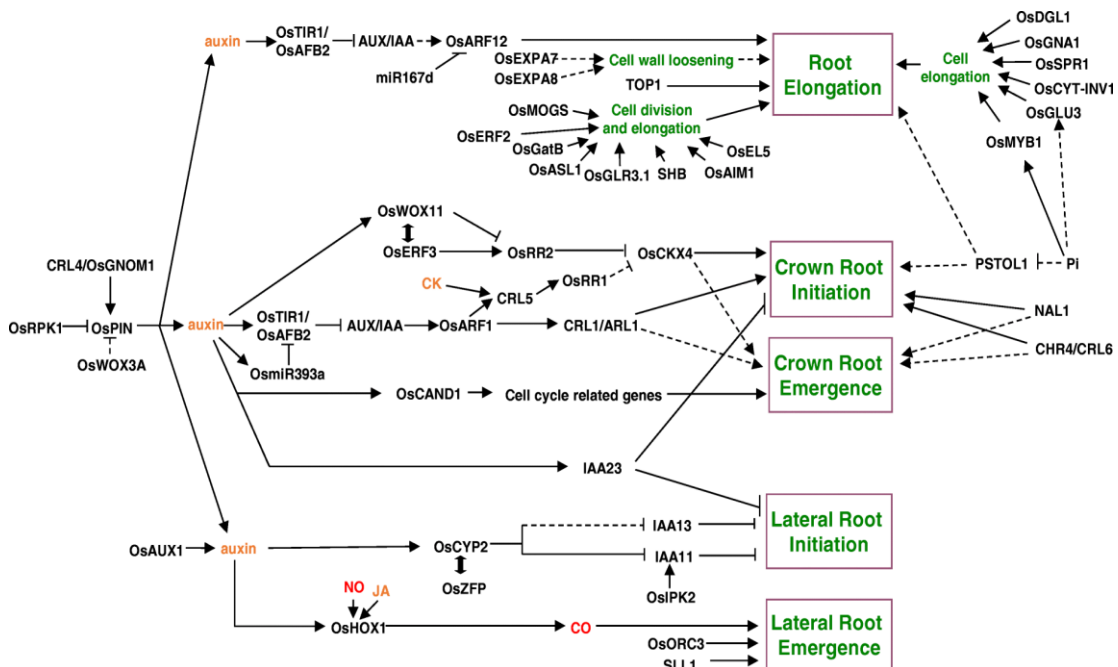 auxin
OsTIR1/
OsAFB2
AUX/IAA
OsARF12
miR167d
OsEXPA7
OsEXPA8
Cell wall loosening
TOP1
Root
Elongation
Cell
elongation
OsDGL1
OsGNA1
OsSPR1
OsCYT-INV1
OsGLU3
OsMYB1
OsMOGS
OsERF2
OsGatB
OsASL1
OsGLR3.1
SHB
OsAIM1
OsEL5
Cell division
and elongation
OsWOX11
OsERF3
OsRR2
OsCKX4
OsRR1
CK
CRL5
CRL4/OsGNOM1
OsRPK1
OsPIN
OsWOX3A
auxin
OsTIR1/
OsAFB2
OsmiR393a
AUX/IAA
OsARF1
CRL1/ARL1
Crown Root
Initiation
PSTOL1
Pi
NAL1
CHR4/CRL6
Crown Root
Emergence
OsCAND1
Cell cycle related genes
IAA23
OsAUX1
auxin
OsCYP2
OsZFP
IAA13
IAA11
OsIPK2
Lateral Root
Initiation
NO
JA
OsHOX1
CO
OsORC3
SLL1
Lateral Root
Emergence